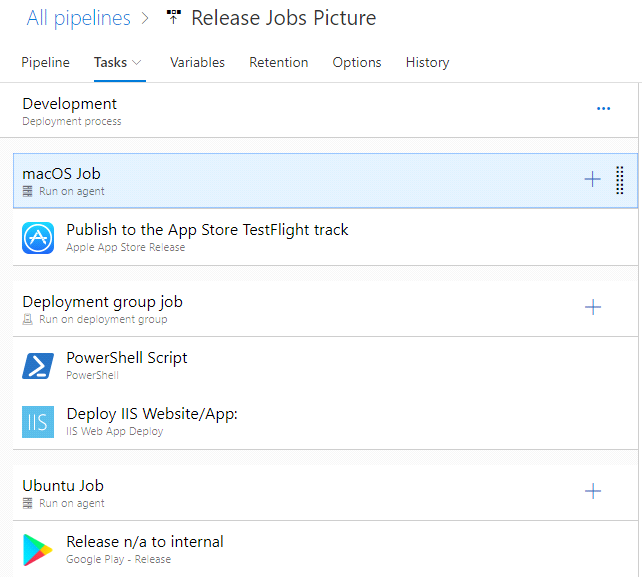 All pipelines > Release Jobs Picture
Pipeline Tasks Variables Retention Options History
Development
Deployment process
macOS Job
Run on agent
Publish to the App Store TestFlight track
Apple App Store Release
Deployment group job
Run on deployment group
PowerShell Script
PowerShell
Deploy IIS Website/App:
IIS
IIS Web App Deploy
Ubuntu Job
Run on agent
Release n/a to internal
Google Play - Release